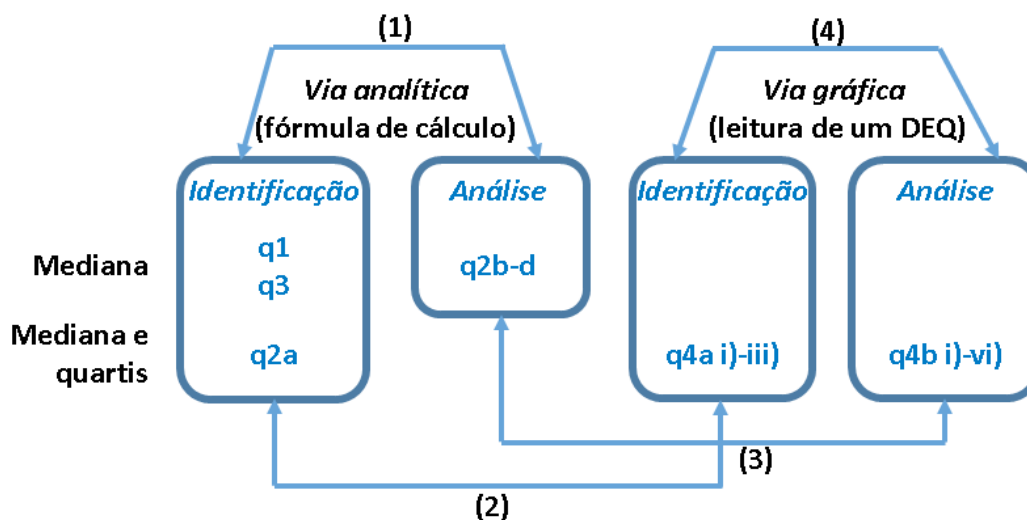 (1)
(4)
Via analítica
(fórmula de cálculo)
Via gráfica
(leitura de um DEQ)
Identificação
Análise
Identificação
Análise
Mediana
q1
q3
q2b-d
Mediana e
quartis
q2a
q4a i)-iii)
q4b i)-vi)
(3)
(2)